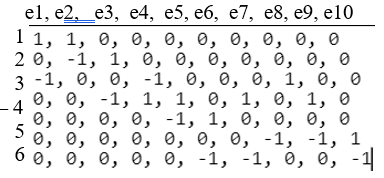 e1, e2, e3, e4, e5, e6, e7, e8, e9, e10
1 1, 1, 0, 0, 0, 0, 0, 0, 0, 0
2 0, -1, 1, 0, 0, 0, 0, 0, 0, 0
3 -1, 0, 0, -1, 0, 0, 0, 1, 0, 0
4 0, 0, -1, 1, 1, 0, 1, 0, 1, 0
5 0, 0, 0, 0, -1, 1, 0, 0, 0, 0
0, 0, 0, 0, 0, 0, 0, -1, -1, 1
6 0, 0, 0, 0, 0, -1, -1, 0, 0, -1